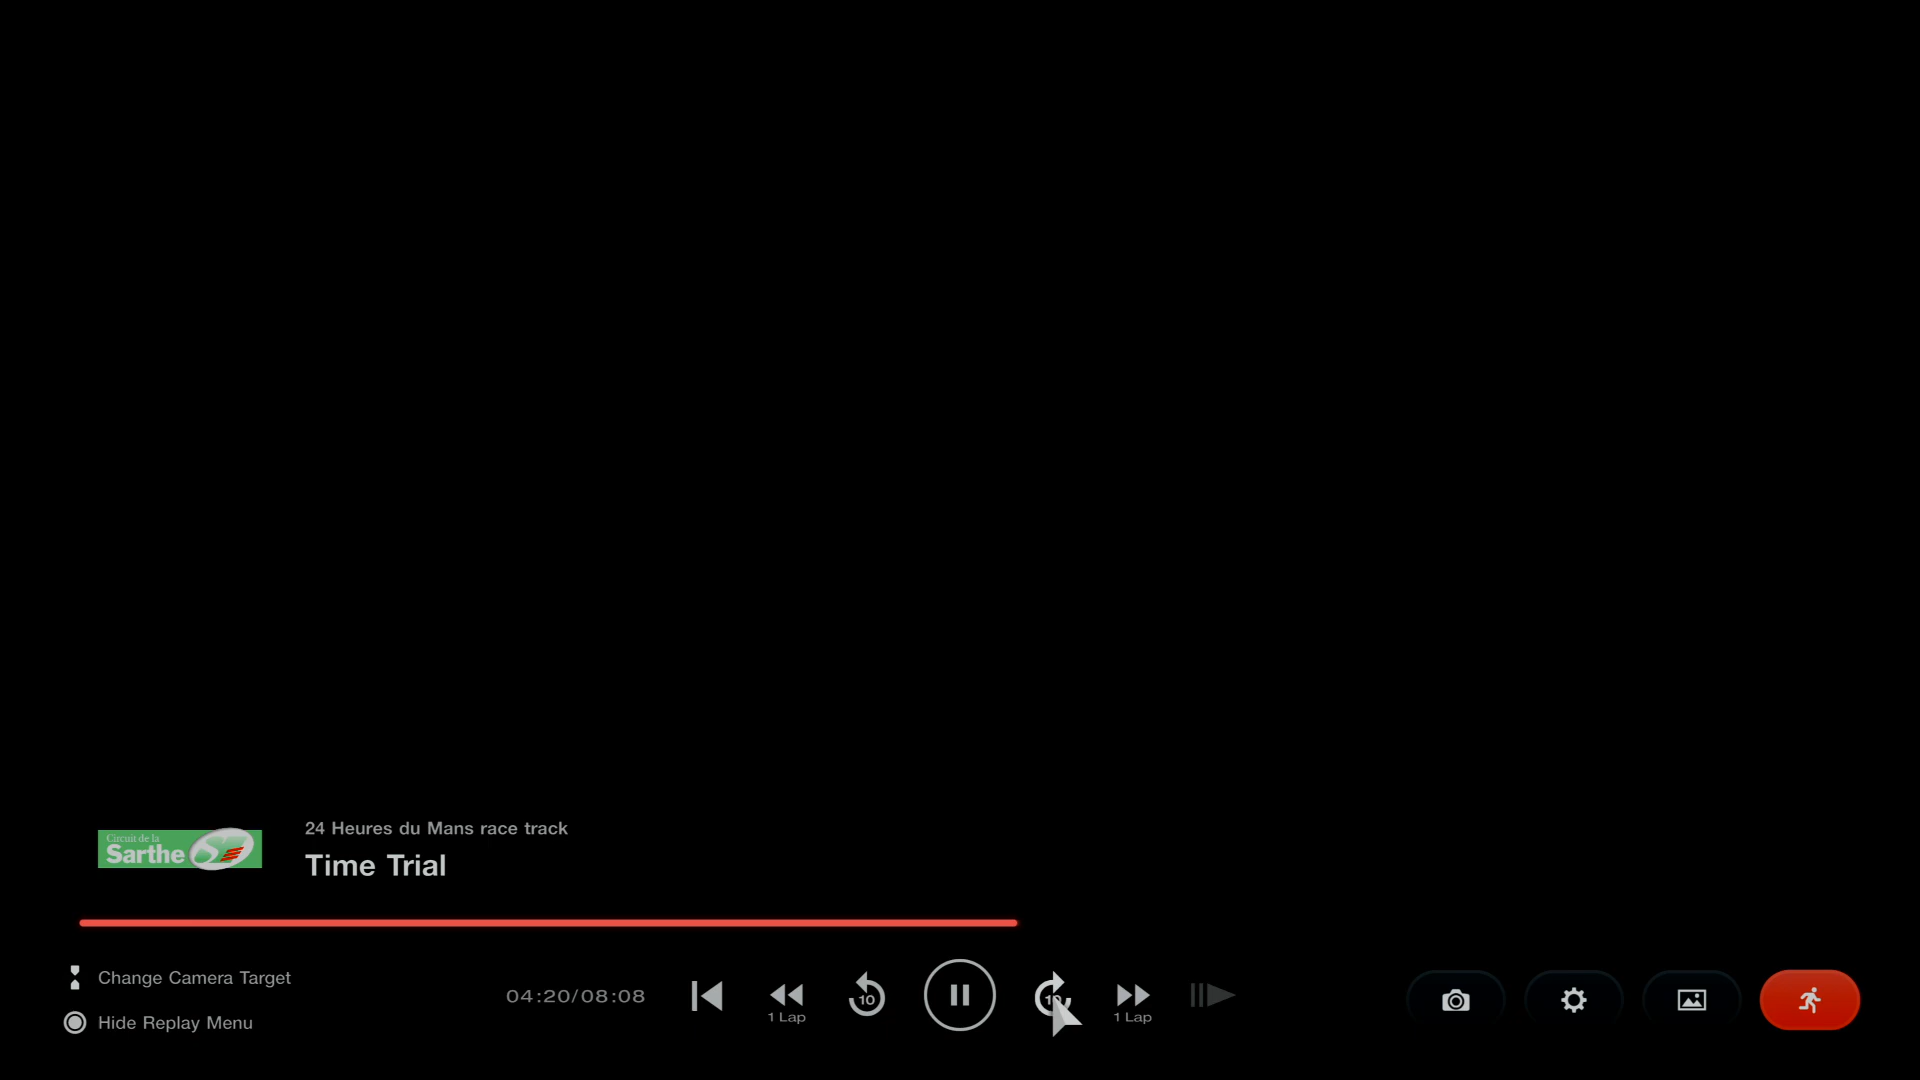 Circuit de la
Sarthe
24 Heures du Mans race track
Time Trial
Change Camera Target
Hide Replay Menu
04:20/08:08
1 Lap
10
10
1 Lap